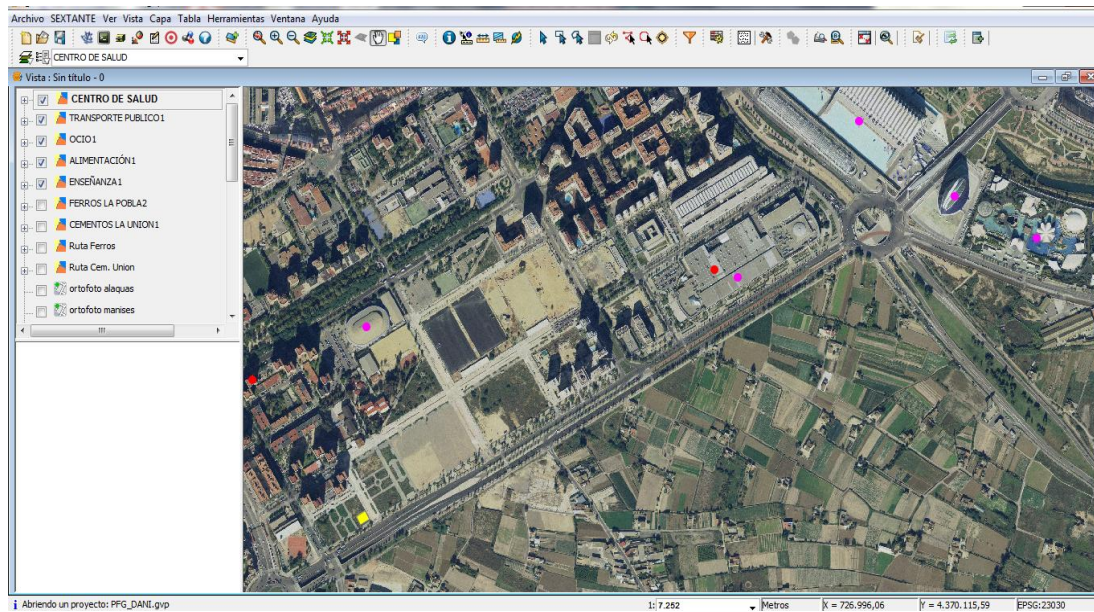 Archivo SEXTANTE Ver Vista Capa Tabla Herramientas Ventana Ayuda
CENTRO DE SALUD
Vista : Sin título - 0
CENTRO DE SALUD
TRANSPORTE PUBLICO1
OCIO1
ALIMENTACIÓN1
ENSEÑANZA1
FERROS LA POBLA2
CEMENTOS LA UNION1
Ruta Ferros
Ruta Cem. Union
ortofoto alaquas
ortofoto manises
Abriendo un proyecto: PFG_DANI.gvp
1: 7.252
Metros
X = 726.996,06
Y = 4.370.115,59
EPSG:23030